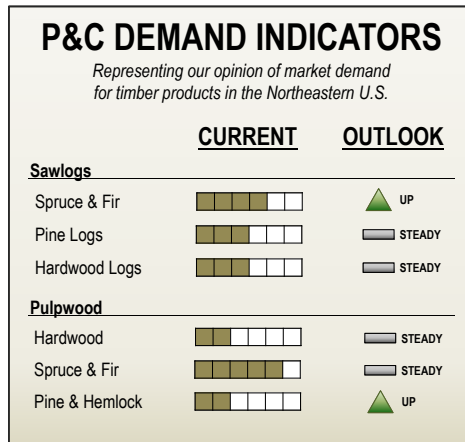 P&C DEMAND INDICATORS
Representing our opinion of market demand
for timber products in the Northeastern U.S.
CURRENT OUTLOOK
Sawlogs
Spruce & Fir UP
Pine Logs STEADY
Hardwood Logs STEADY
Pulpwood
Hardwood STEADY
Spruce & Fir STEADY
Pine & Hemlock UP